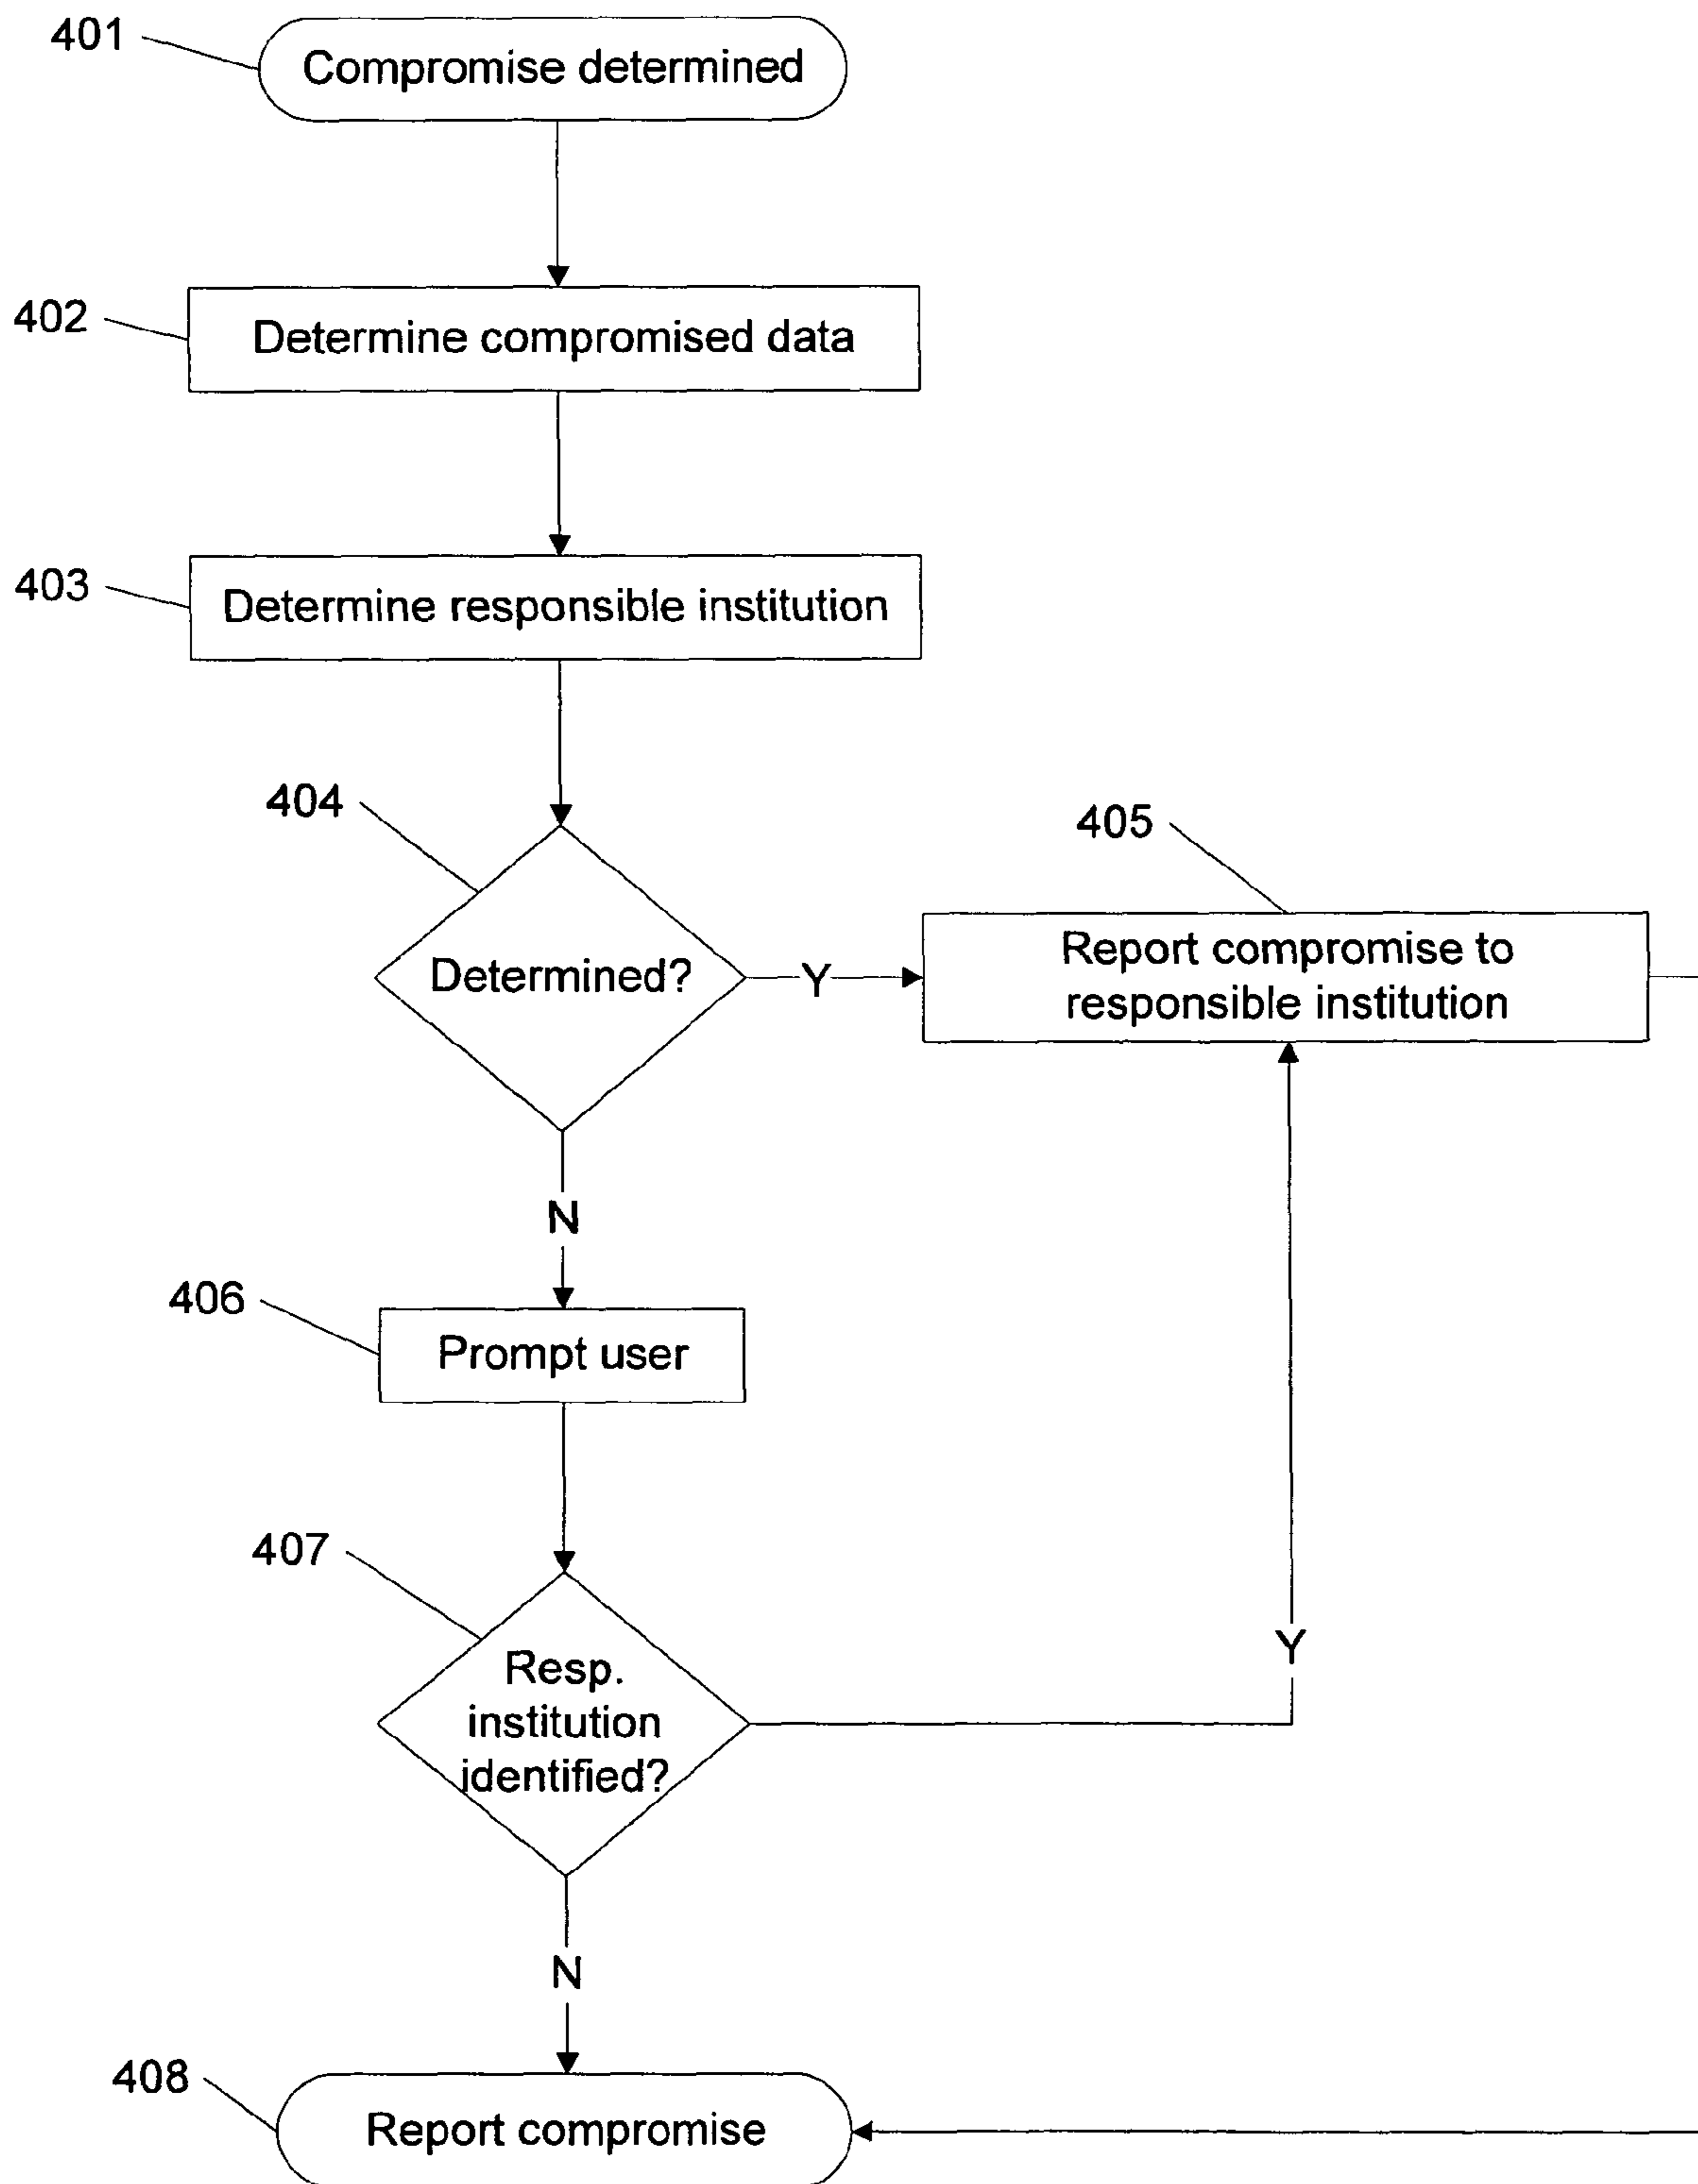 401
Compromise determined
402
Determine compromised data
403
Determine responsible institution
404
Determined?
Y
405
Report compromise to
responsible institution
N
406
Prompt user
407
Resp.
institution
identified?
Y
N
408
Report compromise